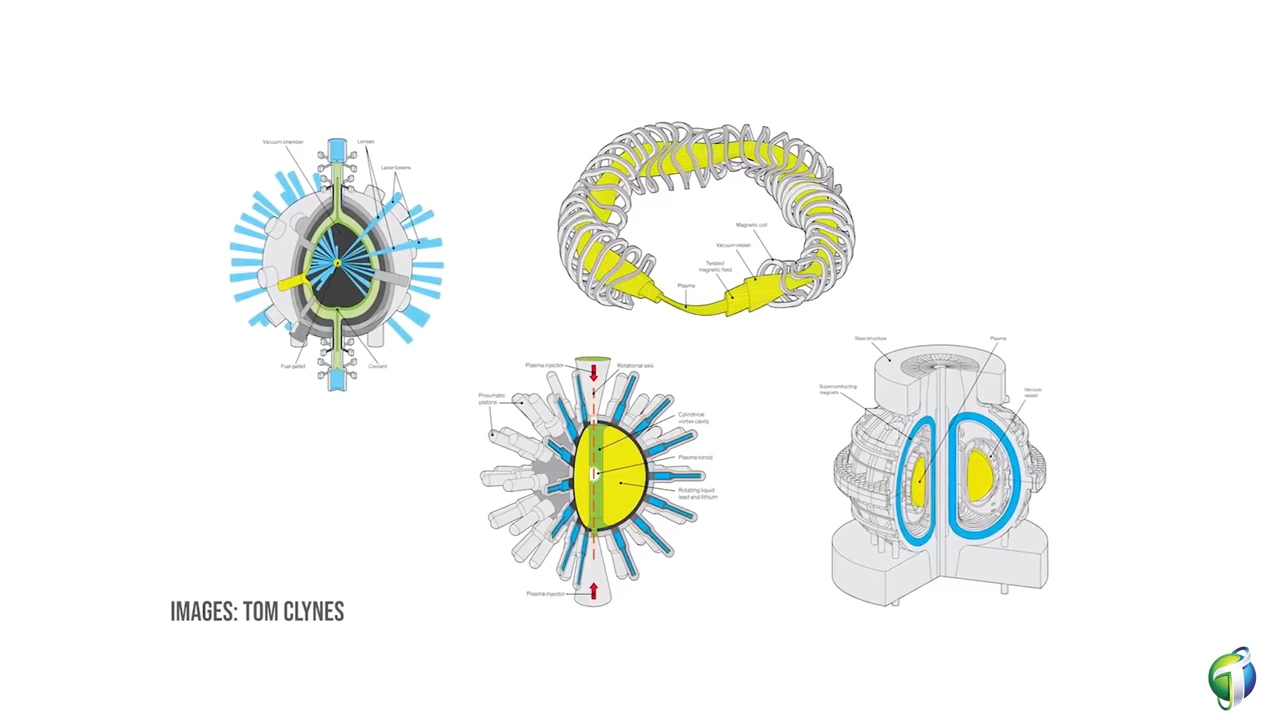 Vacuum chamber
Lenses
Laser beams
Fuel pellet
Coolant
Magnetic coil
Vacuum vessel
Twisted
magnetic field
Plasma
Plasma injector
Rotational axis
Pneumatic
pistons
Cylindrical
vortex cavity
Plasma toroid
Rotating liquid
lead and lithium
Plasma injector
Steel structure
Plasma
Superconducting
magnets
Vacuum
vessel
IMAGES: TOM CLYNES